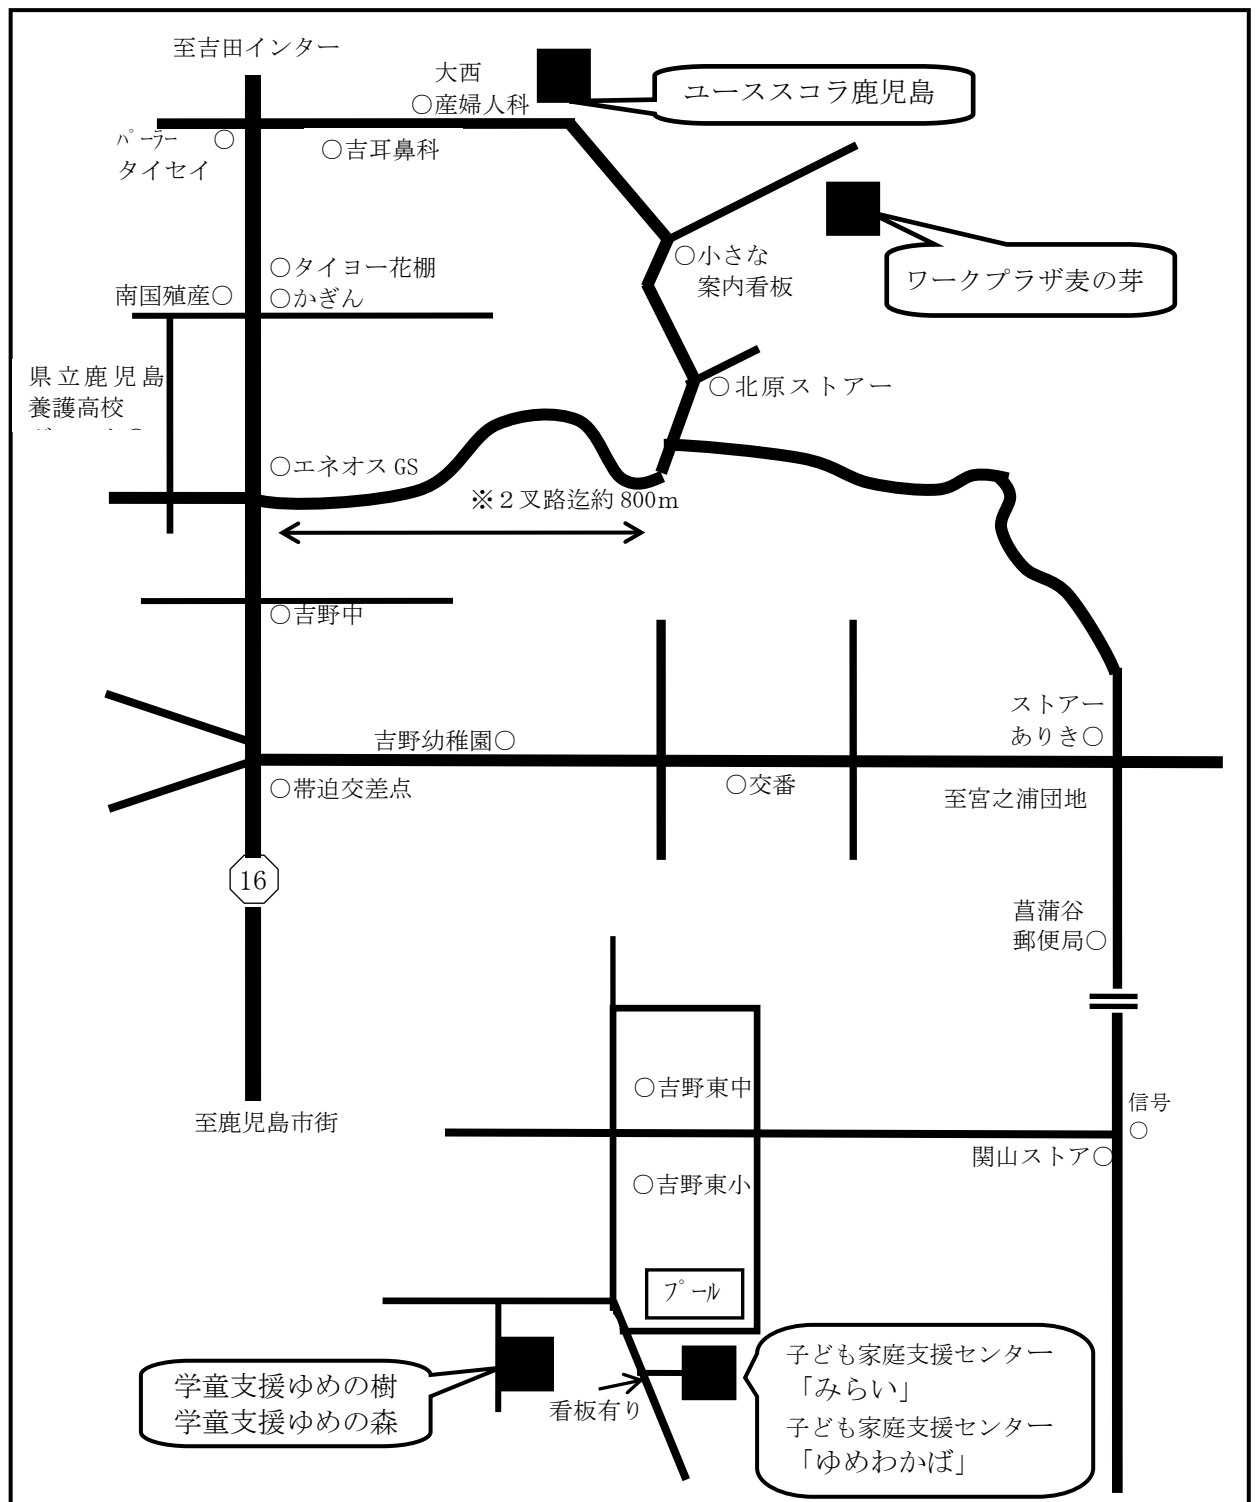 至吉田インター
大西
○産婦人科
ユーススコラ鹿児島
パーラー ○
タイセイ
○吉耳鼻科
○小さな
案内看板
ワークプラザ麦の芽
○タイヨー花棚
南国殖産○
○かぎん
県立鹿児島
養護高校
○北原ストアー
○エネオス GS
※２叉路迄約 800m
○吉野中
ストアー
ありき○
吉野幼稚園○
○帯迫交差点
○交番
至宮之浦団地
16
菖蒲谷
郵便局○
○吉野東中
信号
○
至鹿児島市街
関山ストア○
○吉野東小
プール
学童支援ゆめの樹
学童支援ゆめの森
看板有り
子ども家庭支援センター
「みらい」
子ども家庭支援センター
「ゆめわかば」